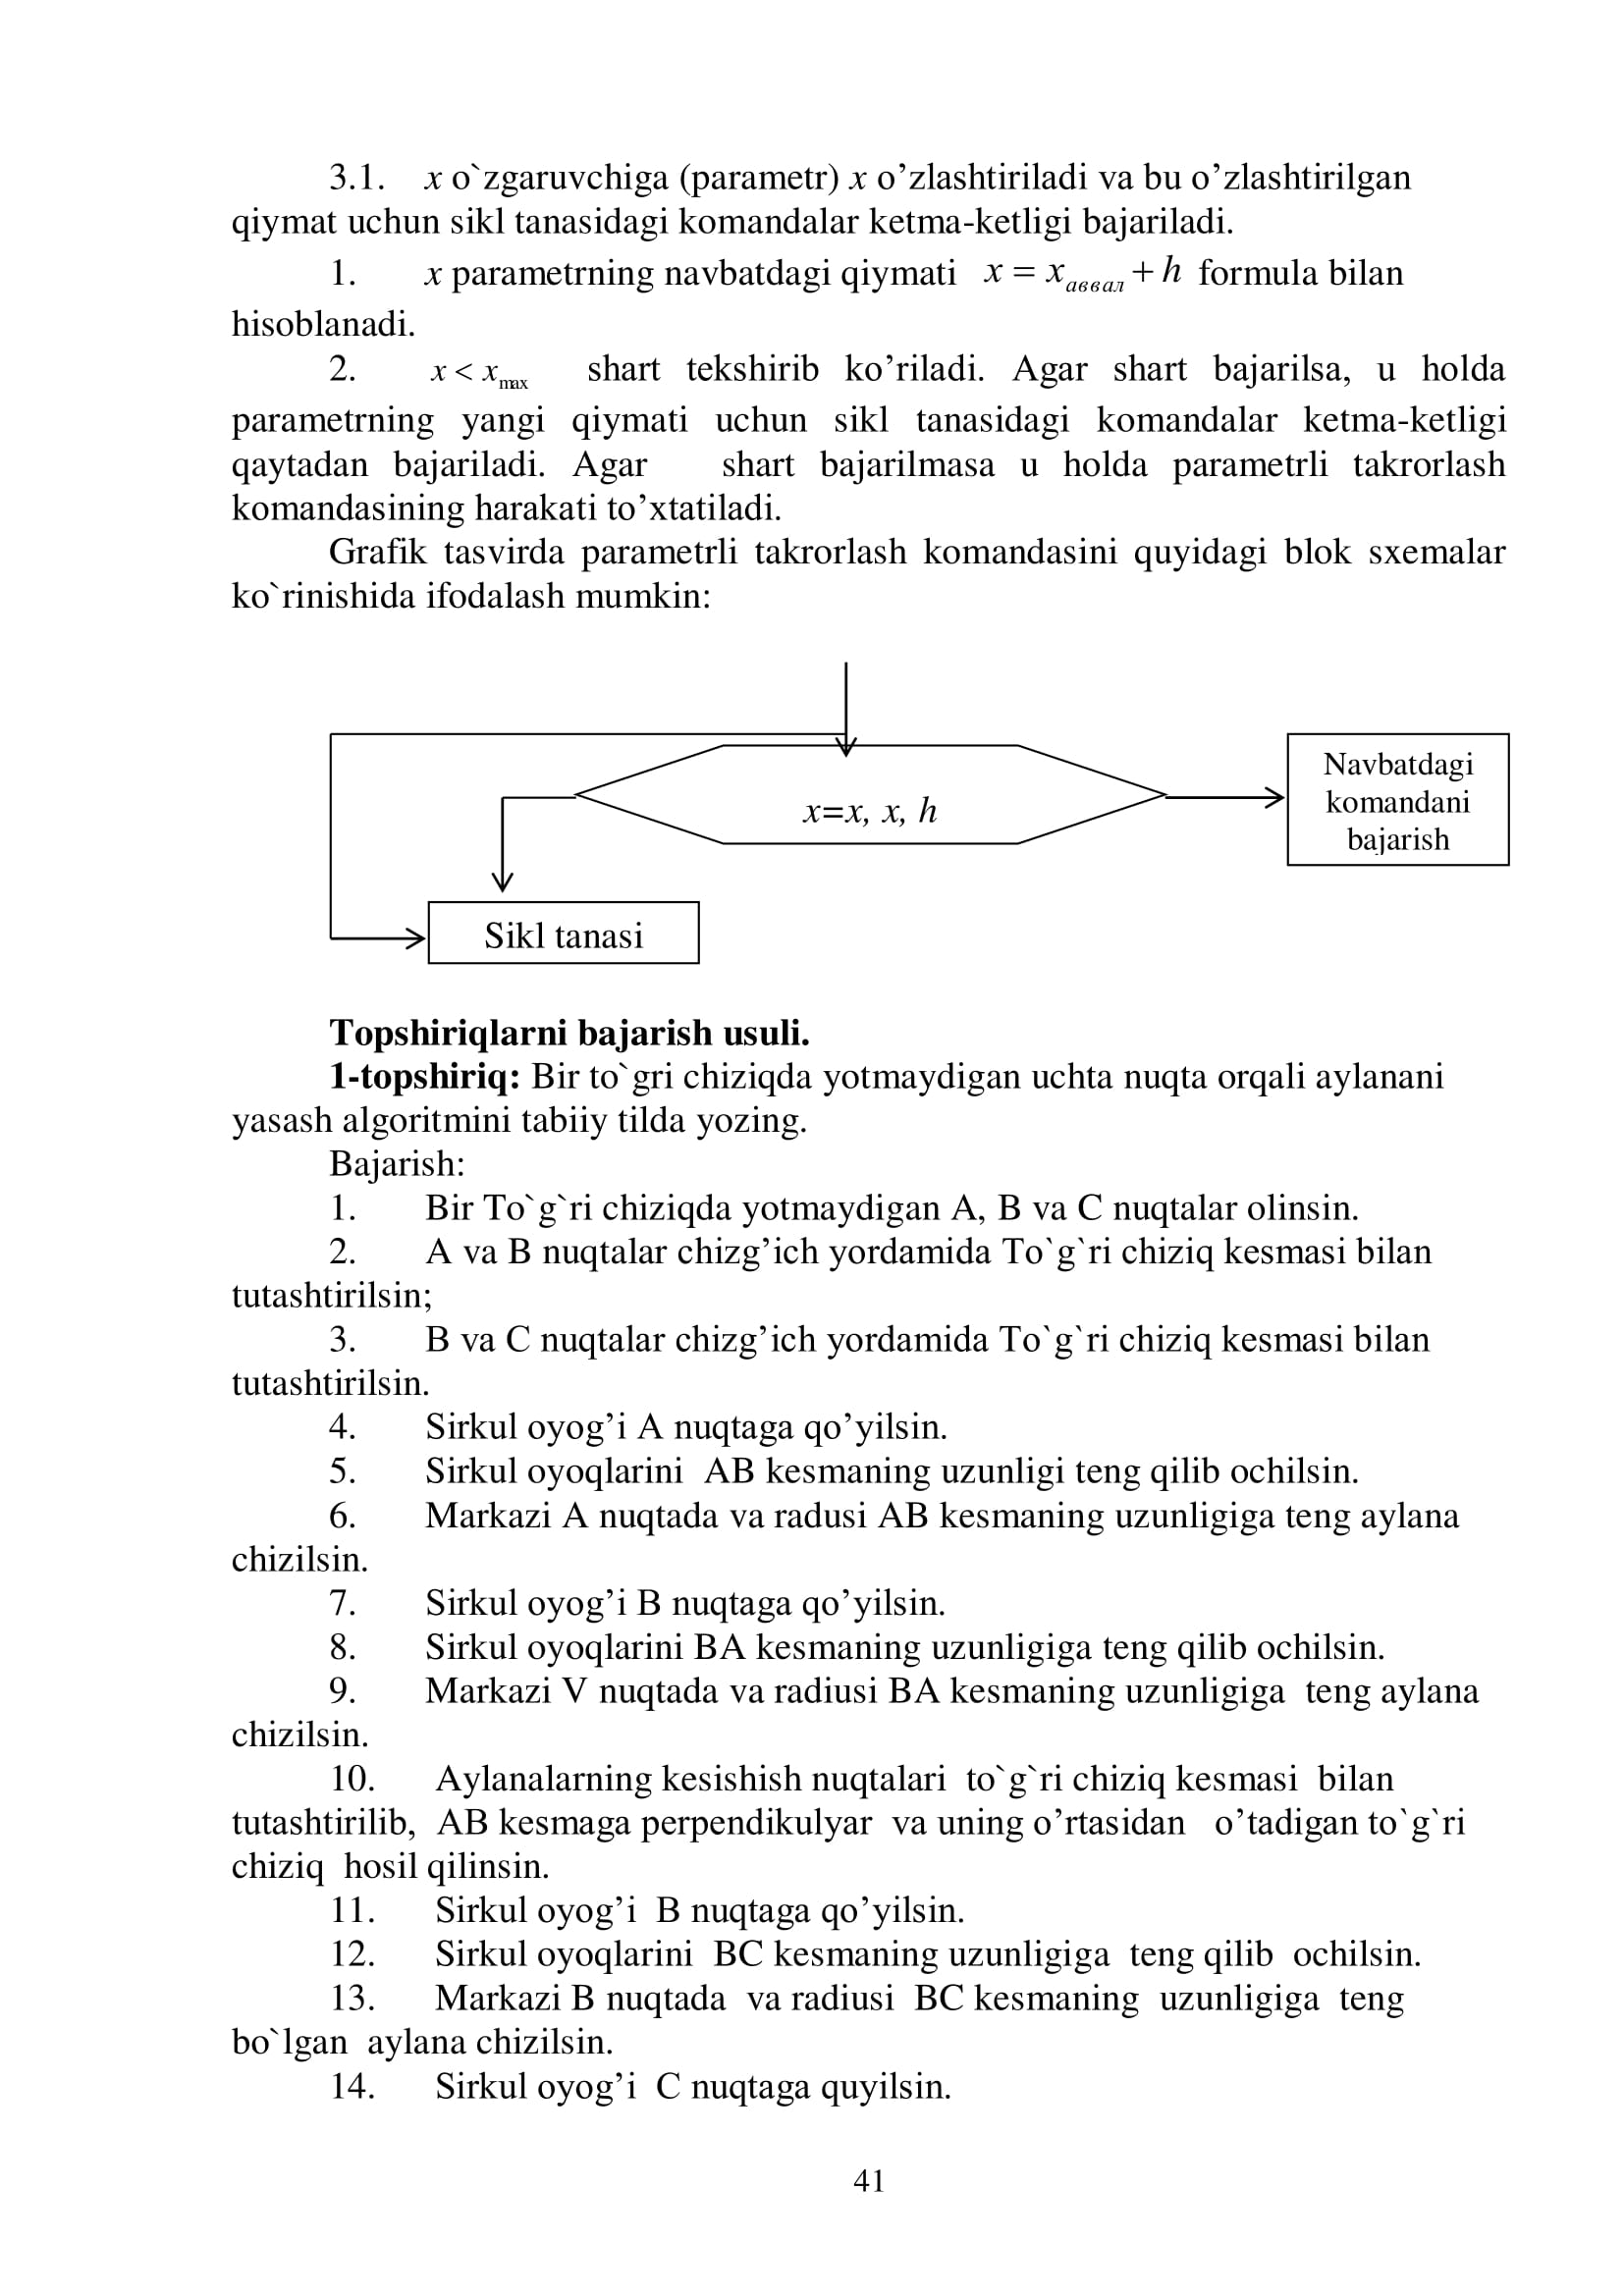 3.1. x o`zgaruvchiga (parametr) x o’zlashtiriladi va bu o’zlashtirilgan
qiymat uchun sikl tanasidagi komandalar ketma-ketligi bajariladi.
1. x parametrning navbatdagi qiymati x = x_аввал + h formula bilan
hisoblanadi.
2. x < x_max shart tekshirib ko’riladi. Agar shart bajarilsa, u holda
parametrning yangi qiymati uchun sikl tanasidagi komandalar ketma-ketligi
qaytadan bajariladi. Agar shart bajarilmasa u holda parametrli takrorlash
komandasining harakati to’xtatiladi.
Grafik tasvirda parametrli takrorlash komandasini quyidagi blok sxemalar
ko`rinishida ifodalash mumkin:
x=x, x, h
Navbatdagi
komandani
bajarish
Sikl tanasi
Topshiriqlarni bajarish usuli.
1-topshiriq: Bir to`gri chiziqda yotmaydigan uchta nuqta orqali aylanani
yasash algoritmini tabiiy tilda yozing.
Bajarish:
1. Bir To`g`ri chiziqda yotmaydigan A, B va C nuqtalar olinsin.
2. A va B nuqtalar chizg’ich yordamida To`g`ri chiziq kesmasi bilan
tutashtirilsin;
3. B va C nuqtalar chizg’ich yordamida To`g`ri chiziq kesmasi bilan
tutashtirilsin.
4. Sirkul oyog’i A nuqtaga qo’yilsin.
5. Sirkul oyoqlarini AB kesmaning uzunligi teng qilib ochilsin.
6. Markazi A nuqtada va radusi AB kesmaning uzunligiga teng aylana
chizilsin.
7. Sirkul oyog’i B nuqtaga qo’yilsin.
8. Sirkul oyoqlarini BA kesmaning uzunligiga teng qilib ochilsin.
9. Markazi V nuqtada va radiusi BA kesmaning uzunligiga teng aylana
chizilsin.
10. Aylanalarning kesishish nuqtalari to`g`ri chiziq kesmasi bilan
tutashtirilib, AB kesmaga perpendikulyar va uning o’rtasidan o’tadigan to`g`ri
chiziq hosil qilinsin.
11. Sirkul oyog’i B nuqtaga qo’yilsin.
12. Sirkul oyoqlarini BC kesmaning uzunligiga teng qilib ochilsin.
13. Markazi B nuqtada va radiusi BC kesmaning uzunligiga teng
bo`lgan aylana chizilsin.
14. Sirkul oyog’i C nuqtaga quyilsin.
41